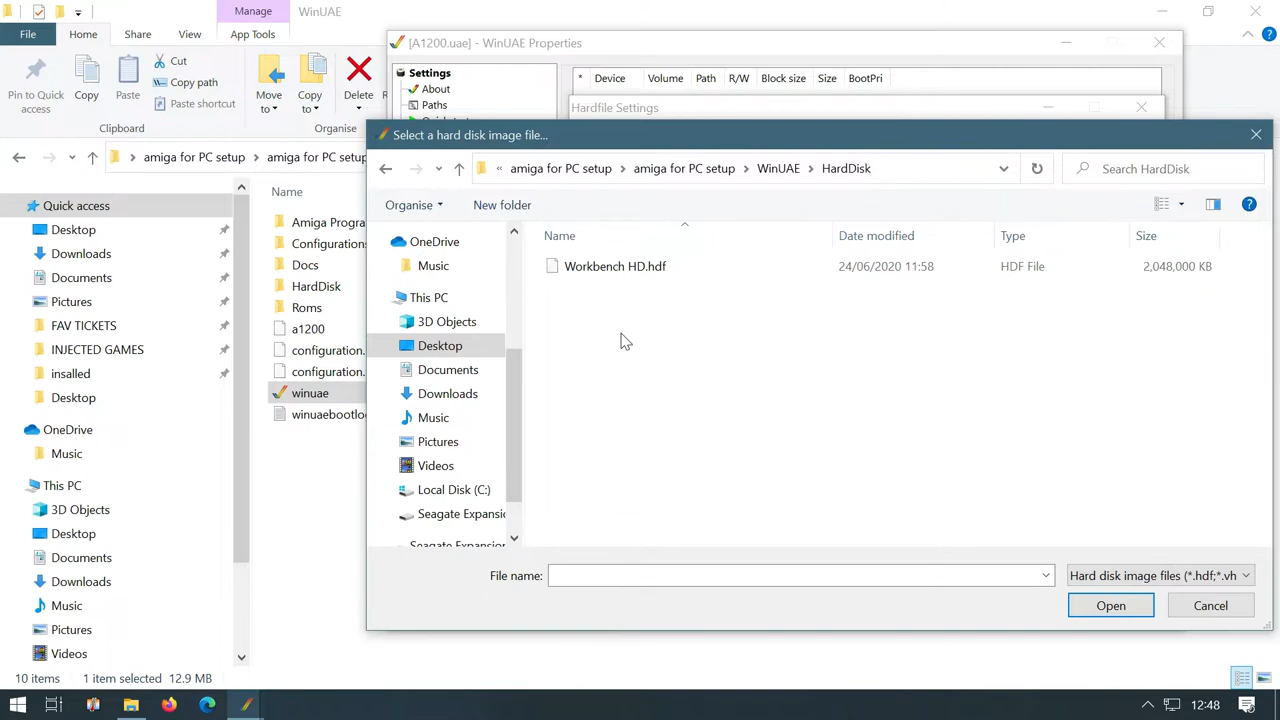 Manage
WinUAE
File
Home
Share
View
App Tools
Pin to Quick
access
Copy
Paste
Cut
Copy path
Paste shortcut
Clipboard
Move
to
Copy
to
Delete
Organise
amiga for PC setup
amiga for PC setup
Quick access
Desktop
Downloads
Documents
Pictures
FAV TICKETS
INJECTED GAMES
insalled
Desktop
OneDrive
Music
This PC
3D Objects
Desktop
Documents
Downloads
Music
Pictures
Videos
Name
Amiga Progra
Configurations
Docs
HardDisk
Roms
a1200
configuration.
configuration.
winuae
winuaebootlo
10 items
1 item selected 12.9 MB
[A1200.uae] - WinUAE Properties
Settings
About
Paths
* Device Volume Path R/W Block size Size BootPri
Hardfile Settings
Select a hard disk image file...
« amiga for PC setup > amiga for PC setup > WinUAE > HardDisk
Search HardDisk
Organise
New folder
OneDrive
Music
This PC
3D Objects
Desktop
Documents
Downloads
Music
Pictures
Videos
Local Disk (C:)
Seagate Expansio
Seagate Expansion
Name Date modified Type Size
Workbench HD.hdf 24/06/2020 11:58 HDF File 2,048,000 KB
File name:
Hard disk image files (*.hdf;*.vh
Open
Cancel
12:48